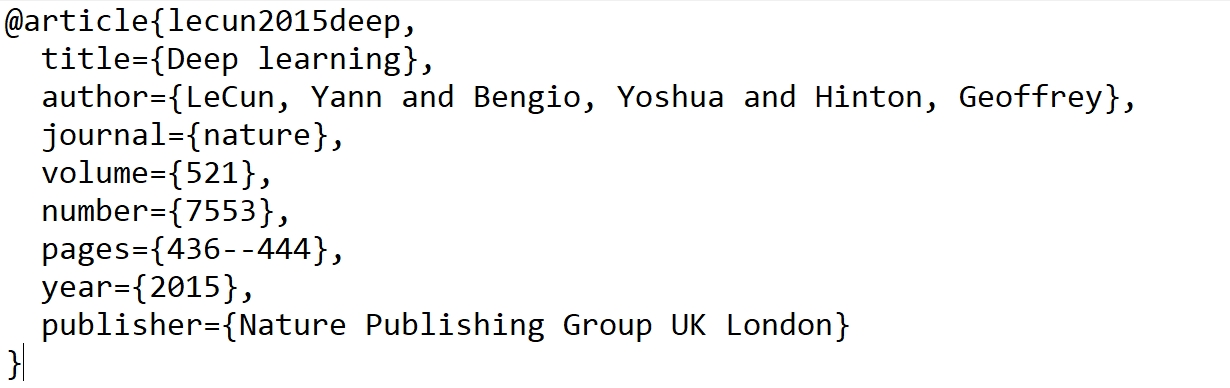 @article{lecun2015deep,
  title={Deep learning},
  author={LeCun, Yann and Bengio, Yoshua and Hinton, Geoffrey},
  journal={nature},
  volume={521},
  number={7553},
  pages={436--444},
  year={2015},
  publisher={Nature Publishing Group UK London}
}